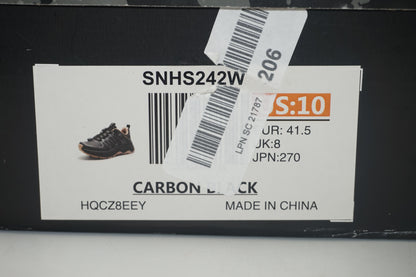 SNHS242W
206
LPN SC 21787
US:10
EUR: 41.5
UK:8
JPN:270
CARBON BLACK
HQCZ8EEY
MADE IN CHINA